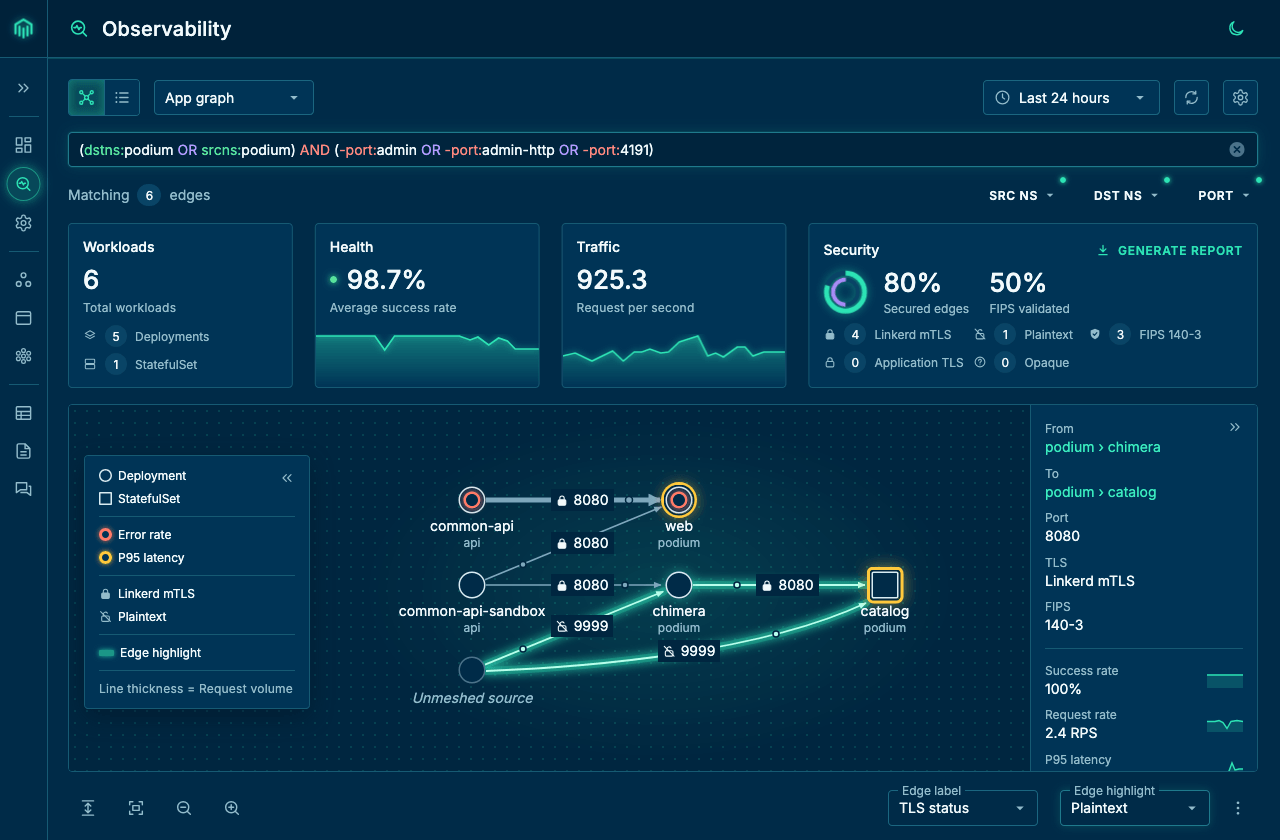 Observability
App graph
Last 24 hours
(dstns:podium OR srcns:podium) AND (-port:admin OR -port:admin-http OR -port:4191)
Matching 6 edges
SRC NS
DST NS
PORT
Workloads
6
Total workloads
5 Deployments
1 StatefulSet
Health
98.7%
Average success rate
Traffic
925.3
Request per second
Security
GENERATE REPORT
80%
Secured edges
50%
FIPS validated
4 Linkerd mTLS
1 Plaintext
3 FIPS 140-3
0 Application TLS
0 Opaque
Deployment
StatefulSet
Error rate
P95 latency
Linkerd mTLS
Plaintext
Edge highlight
Line thickness = Request volume
common-api
api
8080
web
podium
8080
common-api-sandbox
api
8080
chimera
podium
8080
catalog
podium
9999
9999
Unmeshed source
From
podium › chimera
To
podium › catalog
Port
8080
TLS
Linkerd mTLS
FIPS
140-3
Success rate
100%
Request rate
2.4 RPS
P95 latency
Edge label
TLS status
Edge highlight
Plaintext